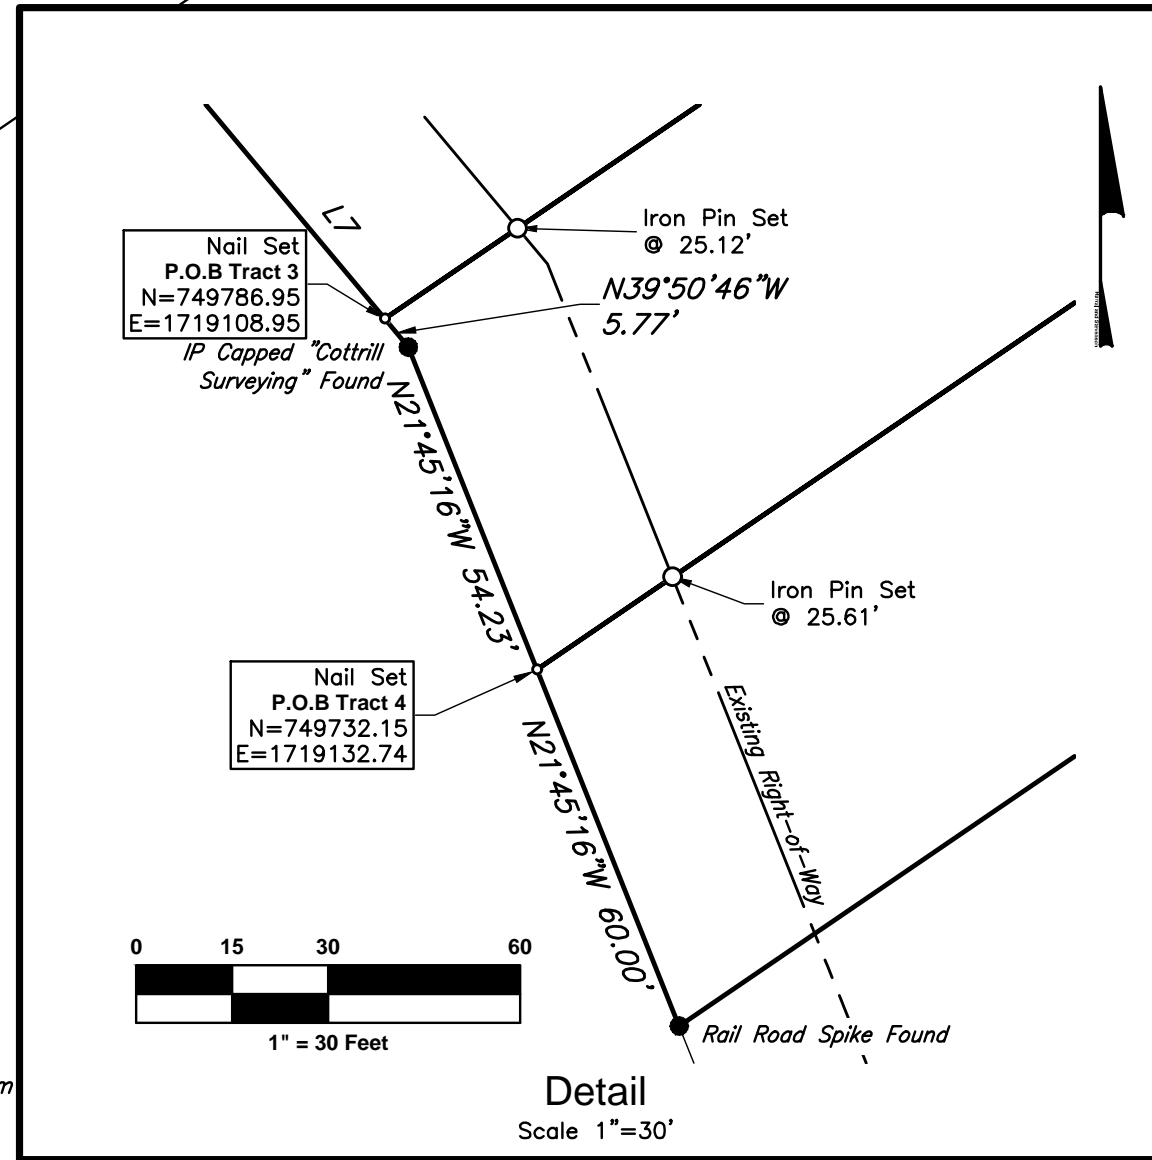 L7
Iron Pin Set
@ 25.12'
Nail Set
P.O.B Tract 3
N=749786.95
E=1719108.95
N39°50'46"W
5.77'
IP Capped "Cottrill
Surveying" Found
N21°45'16"W 54.23'
Iron Pin Set
@ 25.61'
Nail Set
P.O.B Tract 4
N=749732.15
E=1719132.74
N21°45'16"W 60.00'
Existing Right-of-Way
0 15 30 60
1" = 30 Feet
Rail Road Spike Found
Detail
Scale 1"=30'
m